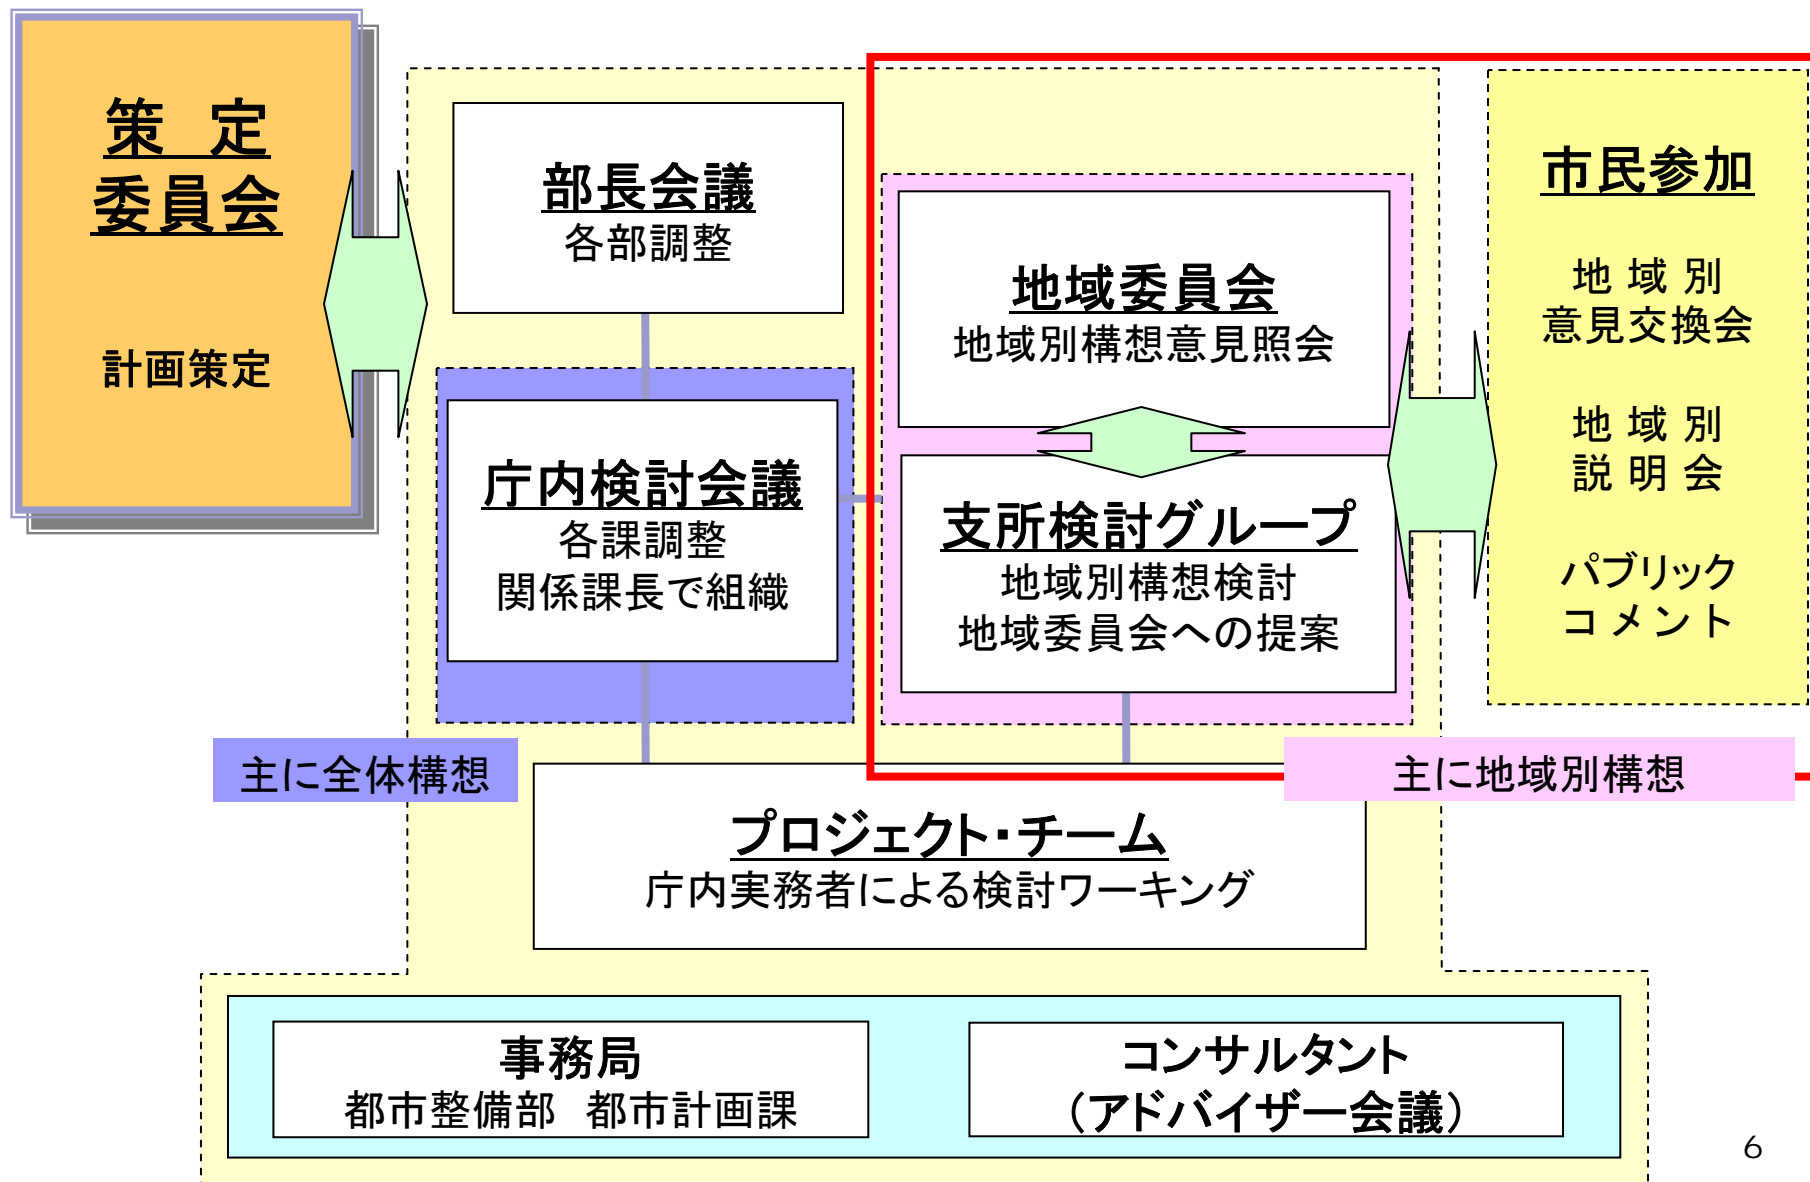 策　定
委員会
計画策定
部長会議
各部調整
庁内検討会議
各課調整
関係課長で組織
地域委員会
地域別構想意見照会
支所検討グループ
地域別構想検討
地域委員会への提案
市民参加
地 域 別
意見交換会
地 域 別
説 明 会
パブリック
コ メ ン ト
主に全体構想
主に地域別構想
プロジェクト・チーム
庁内実務者による検討ワーキング
事務局
都市整備部　都市計画課
コンサルタント
（アドバイザー会議）
6